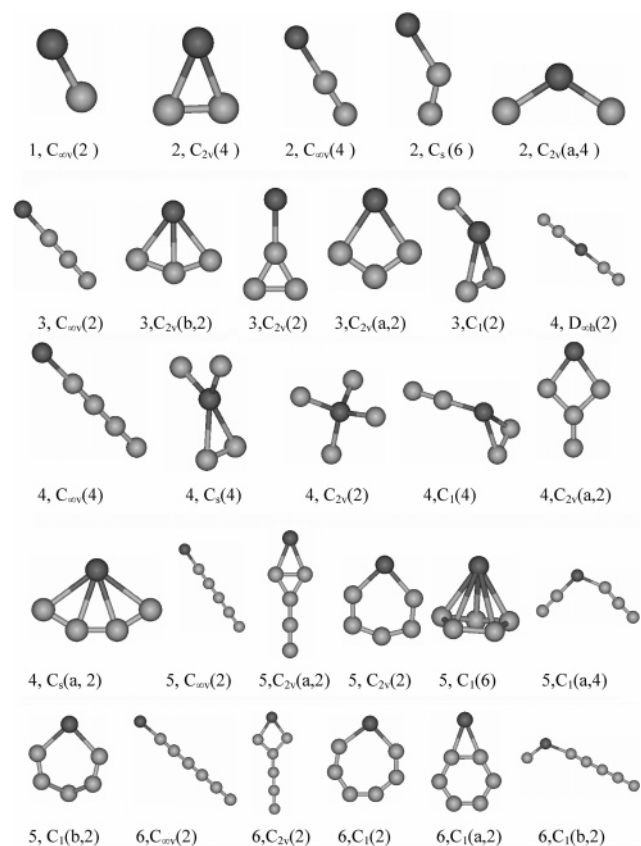 1, C∞v(2 ) 2, C2v(4 ) 2, C∞v(4 ) 2, Cs(6 ) 2, C2v(a,4 )
3, C∞v(2) 3,C2v(b,2) 3,C2v(2) 3,C2v(a,2) 3,C1(2) 4, D∞h(2)
4, C∞v(4) 4, Cs(4) 4, C2v(2) 4,C1(4) 4,C2v(a,2)
4, Cs(a, 2) 5, C∞v(2) 5,C2v(a,2) 5, C2v(2) 5, C1(6) 5,C1(a,4)
5, C1(b,2) 6,C∞v(2) 6,C2v(2) 6,C1(2) 6,C1(a,2) 6,C1(b,2)